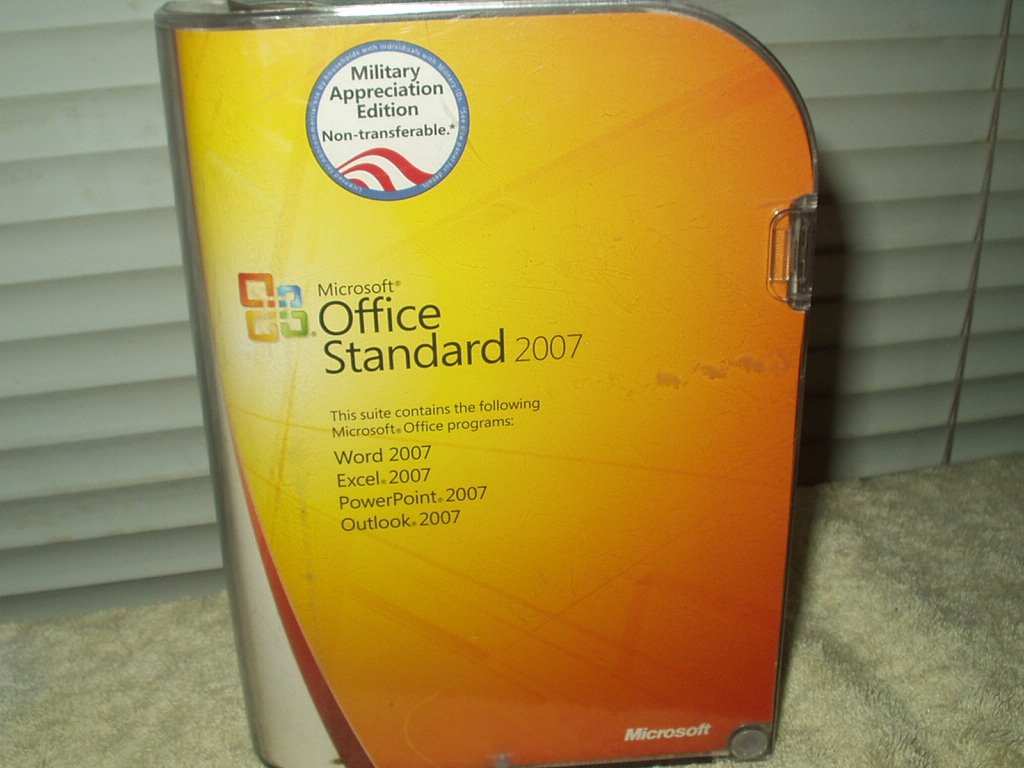 Military
Appreciation
Edition
Non-transferable.*
Microsoft®
Office
Standard 2007
This suite contains the following
Microsoft® Office programs:
Word 2007
Excel® 2007
PowerPoint® 2007
Outlook® 2007
Microsoft